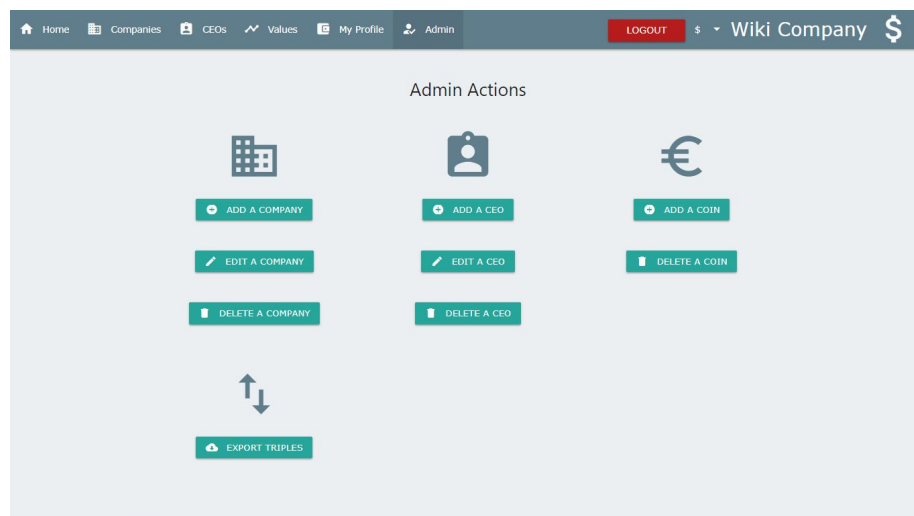 Home Companies CEOs Values My Profile Admin LOGOUT $ Wiki Company $
Admin Actions
ADD A COMPANY ADD A CEO ADD A COIN
EDIT A COMPANY EDIT A CEO DELETE A COIN
DELETE A COMPANY DELETE A CEO
EXPORT TRIPLES